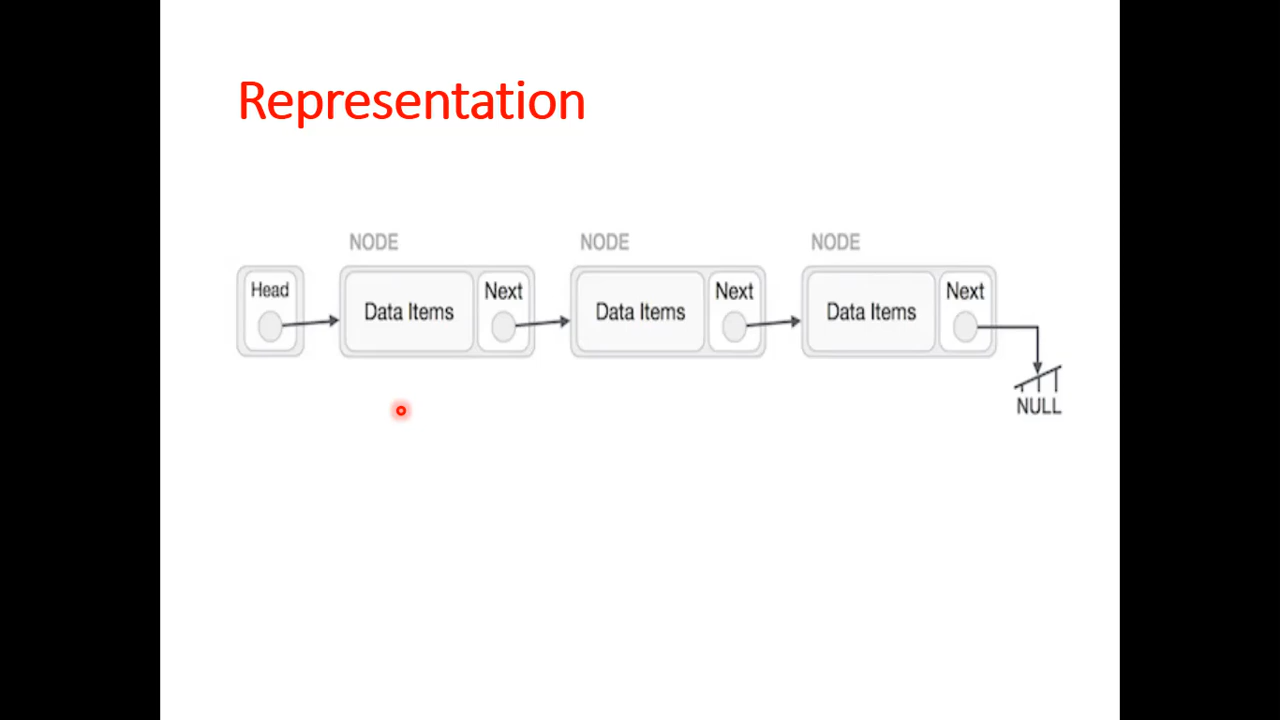 Representation
NODE NODE NODE
Head Next Next Next
Data Items Data Items Data Items
NULL